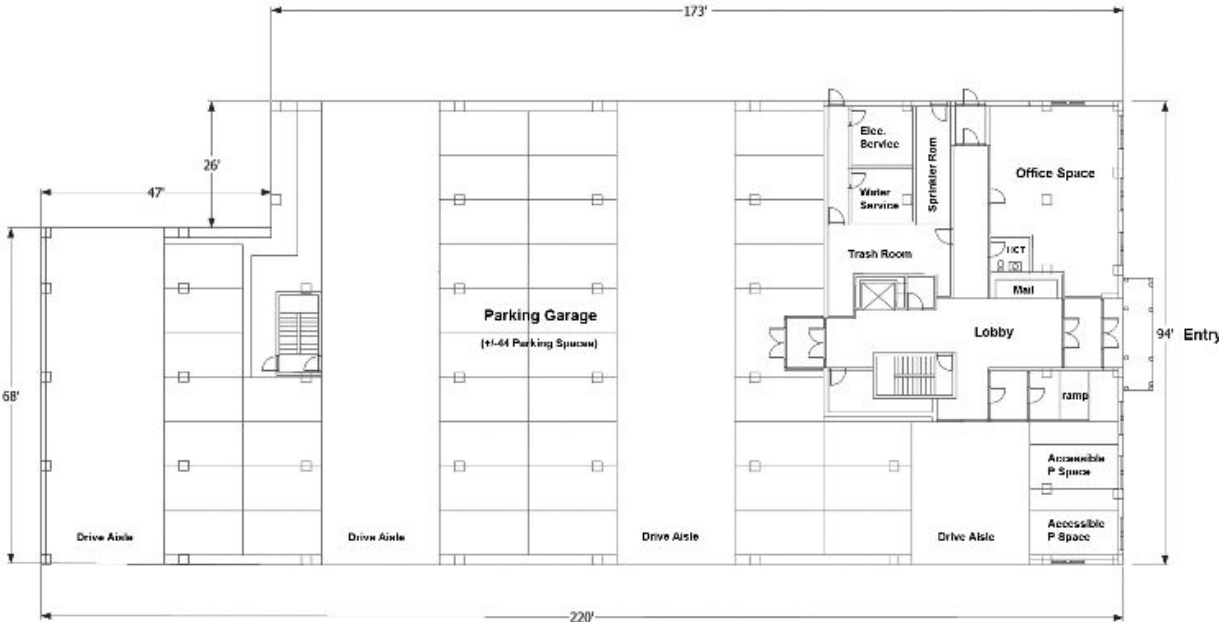 173'
26'
47'
Elec.
Service
Sprinkler Rom
Office Space
Water
Service
Trash Room
HCT
Mail
Parking Garage
(+/-44 Parking Spaces)
Lobby
94'
Entry
68'
ramp
Accessible
P Space
Accessible
P Space
Drive Aisle
Drive Aisle
Drive Aisle
Drive Aisle
220'